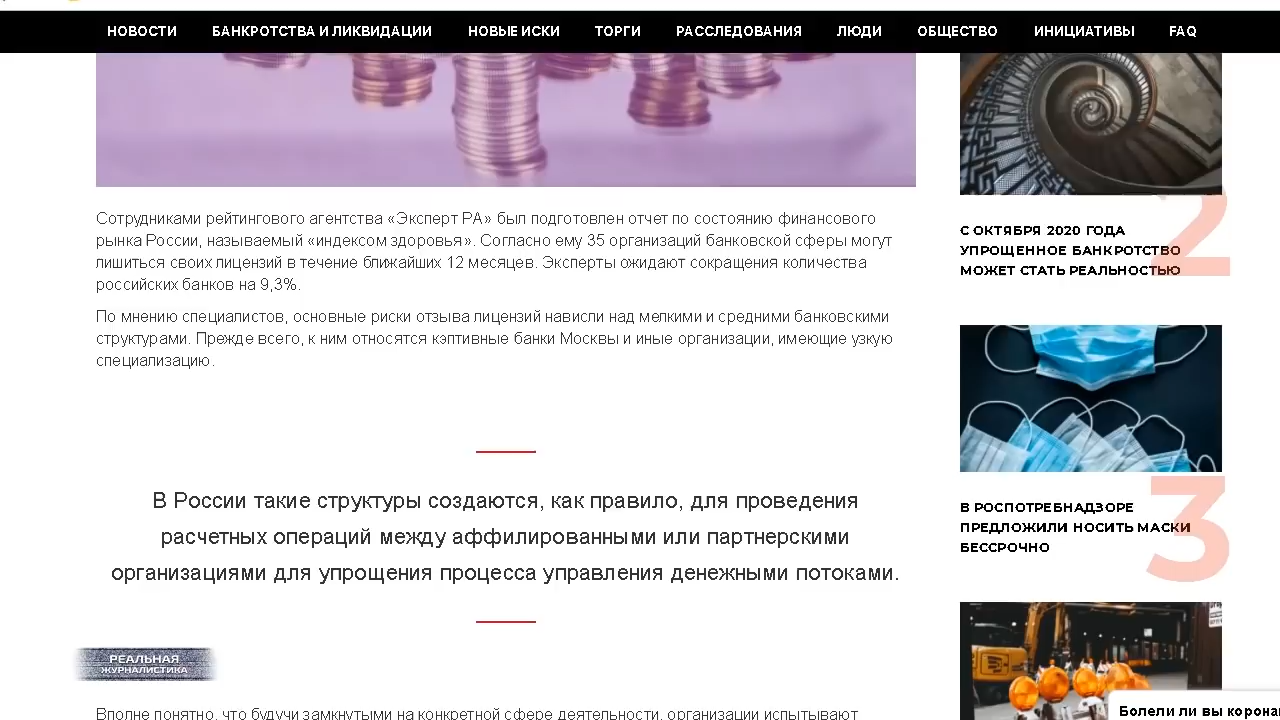 НОВОСТИ БАНКРОТСТВА И ЛИКВИДАЦИИ НОВЫЕ ИСКИ ТОРГИ РАССЛЕДОВАНИЯ ЛЮДИ ОБЩЕСТВО ИНИЦИАТИВЫ FAQ
Сотрудниками рейтингового агентства «Эксперт РА» был подготовлен отчет по состоянию финансового
рынка России, называемый «индексом здоровья». Согласно ему 35 организаций банковской сферы могут
лишиться своих лицензий в течение ближайших 12 месяцев. Эксперты ожидают сокращения количества
российских банков на 9,3%.
По мнению специалистов, основные риски отзыва лицензий нависли над мелкими и средними банковскими
структурами. Прежде всего, к ним относятся кэптивные банки Москвы и иные организации, имеющие узкую
специализацию.
В России такие структуры создаются, как правило, для проведения
расчетных операций между аффилированными или партнерскими
организациями для упрощения процесса управления денежными потоками.
РЕАЛЬНАЯ
ЖУРНАЛИСТИКА
Вполне понятно, что будучи замкнутыми на конкретной сфере деятельности, организации испытывают
2
С ОКТЯБРЯ 2020 ГОДА
УПРОЩЕННОЕ БАНКРОТСТВО
МОЖЕТ СТАТЬ РЕАЛЬНОСТЬЮ
3
В РОСПОТРЕБНАДЗОРЕ
ПРЕДЛОЖИЛИ НОСИТЬ МАСКИ
БЕССРОЧНО
Болели ли вы корона